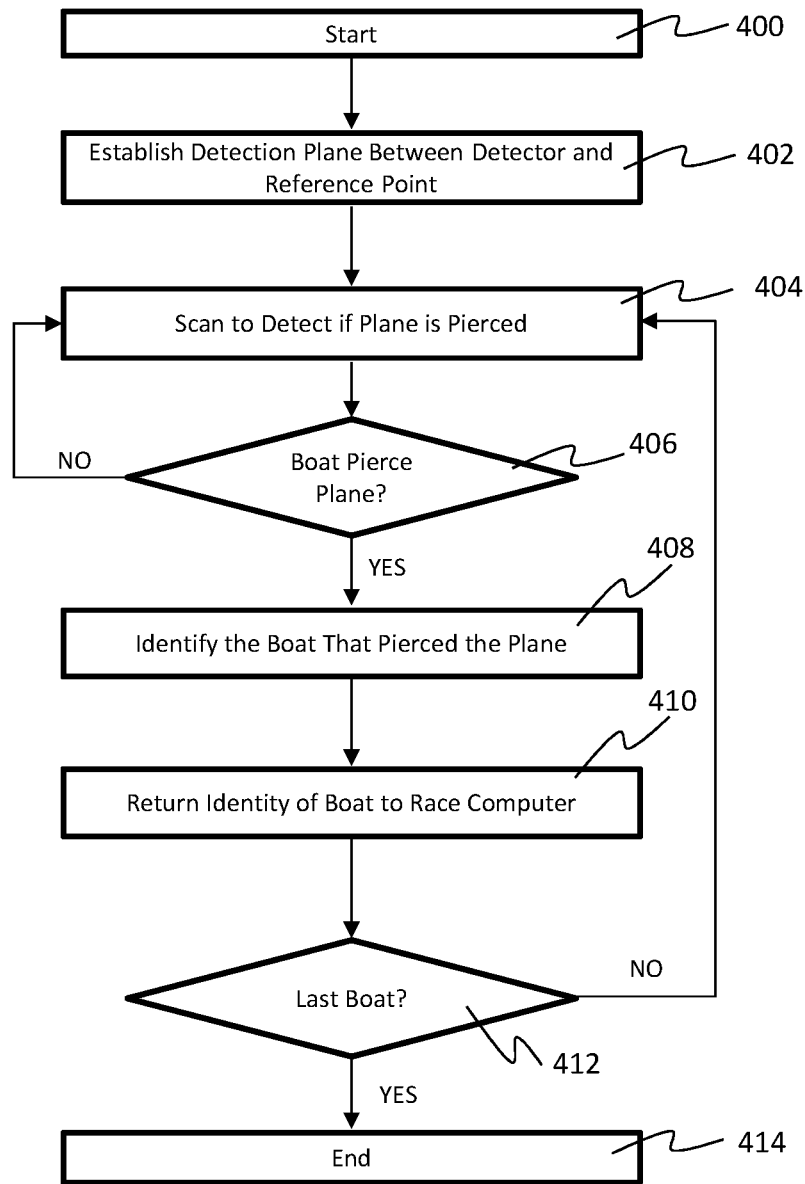 Start
400
Establish Detection Plane Between Detector and
Reference Point
402
Scan to Detect if Plane is Pierced
404
Boat Pierce
Plane?
406
NO
YES
408
Identify the Boat That Pierced the Plane
410
Return Identity of Boat to Race Computer
Last Boat?
NO
412
YES
End
414